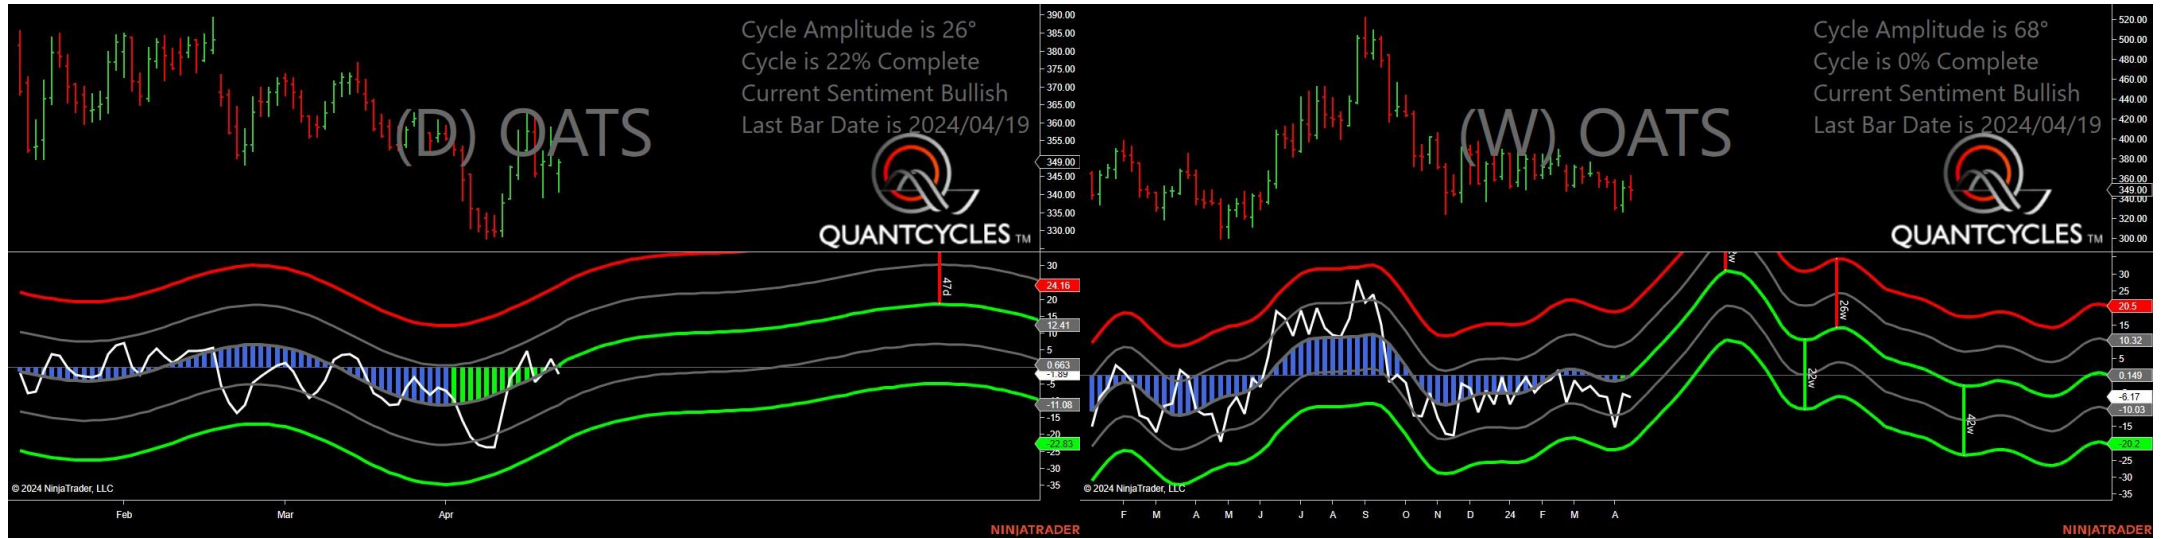 Cycle Amplitude is 26°
Cycle is 22% Complete
Current Sentiment Bullish
Last Bar Date is 2024/04/19
(D) OATS
QUANTCYCLES TM
390.00
385.00
380.00
375.00
370.00
365.00
360.00
355.00
349.00
345.00
340.00
335.00
330.00
30
24.16
20
15
12.41
5
0.663
-1.89
-5
-11.08
-15
-20
-22.83
-25
-30
-35
47d
© 2024 NinjaTrader, LLC
Feb Mar Apr
NINJATRADER
Cycle Amplitude is 68°
Cycle is 0% Complete
Current Sentiment Bullish
Last Bar Date is 2024/04/19
(W) OATS
QUANTCYCLES TM
520.00
500.00
480.00
460.00
440.00
420.00
400.00
380.00
360.00
349.00
340.00
320.00
300.00
30
25
20.5
15
10.32
5
0.149
-6.17
-10.03
-15
-20.2
-25
-30
-35
26w
22w
42w
© 2024 NinjaTrader, LLC
F M A M J J A S O N D 24 F M A
NINJATRADER